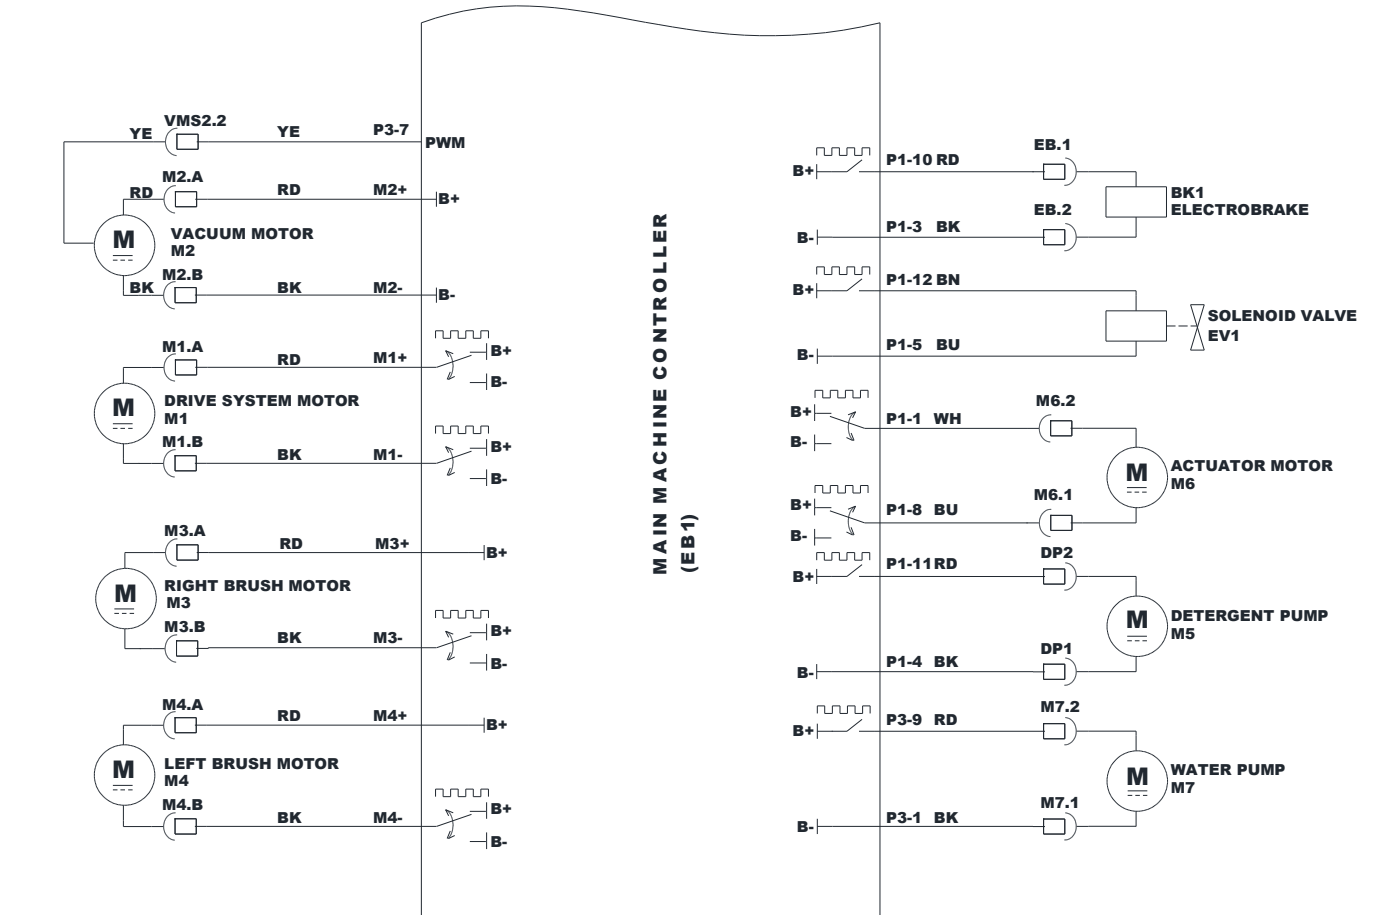 VMS2.2
YE
YE
P3-7
PWM
M2.A
RD
RD
M2+
B+
M
VACUUM MOTOR
M2
M2.B
BK
BK
M2-
B-
M1.A
RD
M1+
B+
B-
M
DRIVE SYSTEM MOTOR
M1
M1.B
BK
M1-
B+
B-
M3.A
RD
M3+
B+
M
RIGHT BRUSH MOTOR
M3
M3.B
BK
M3-
B+
B-
M4.A
RD
M4+
B+
M
LEFT BRUSH MOTOR
M4
M4.B
BK
M4-
B+
B-
MAIN MACHINE CONTROLLER
(EB1)
B+
P1-10 RD
EB.1
BK1
ELECTROBRAKE
EB.2
B-
P1-3 BK
B+
P1-12 BN
SOLENOID VALVE
EV1
B-
P1-5 BU
B+
B-
P1-1 WH
M6.2
M
ACTUATOR MOTOR
M6
B+
B-
P1-8 BU
M6.1
B+
P1-11 RD
DP2
M
DETERGENT PUMP
M5
B-
P1-4 BK
DP1
B+
P3-9 RD
M7.2
M
WATER PUMP
M7
B-
P3-1 BK
M7.1